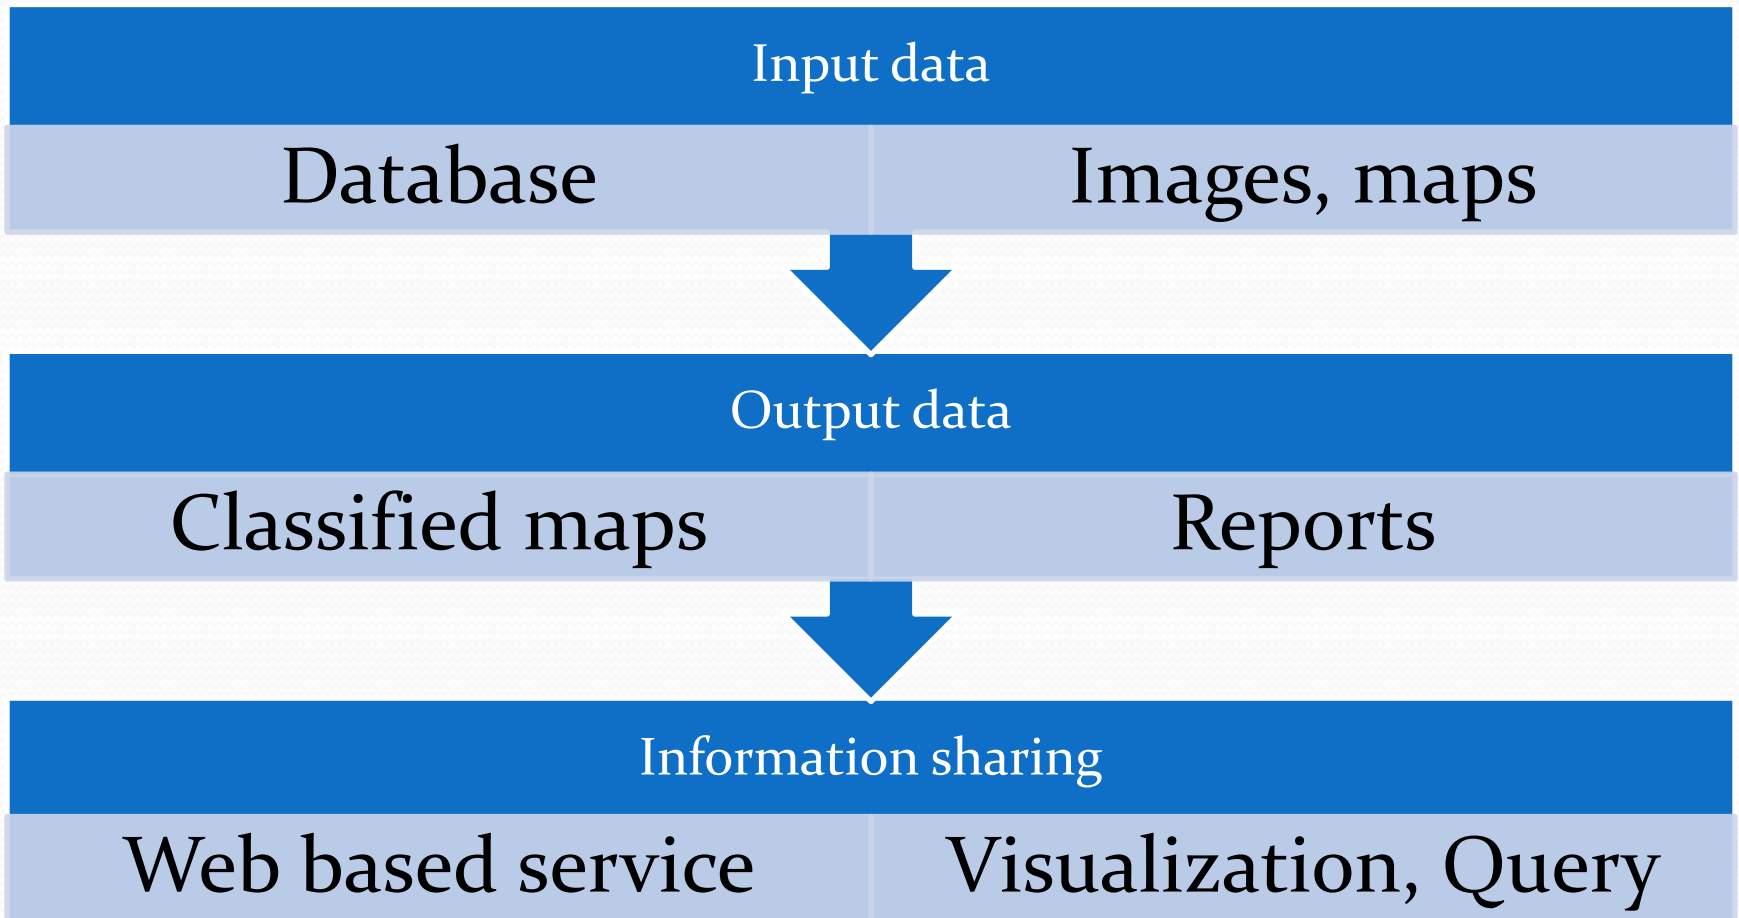 Input data
Database
Images, maps
Output data
Classified maps
Reports
Information sharing
Web based service
Visualization, Query